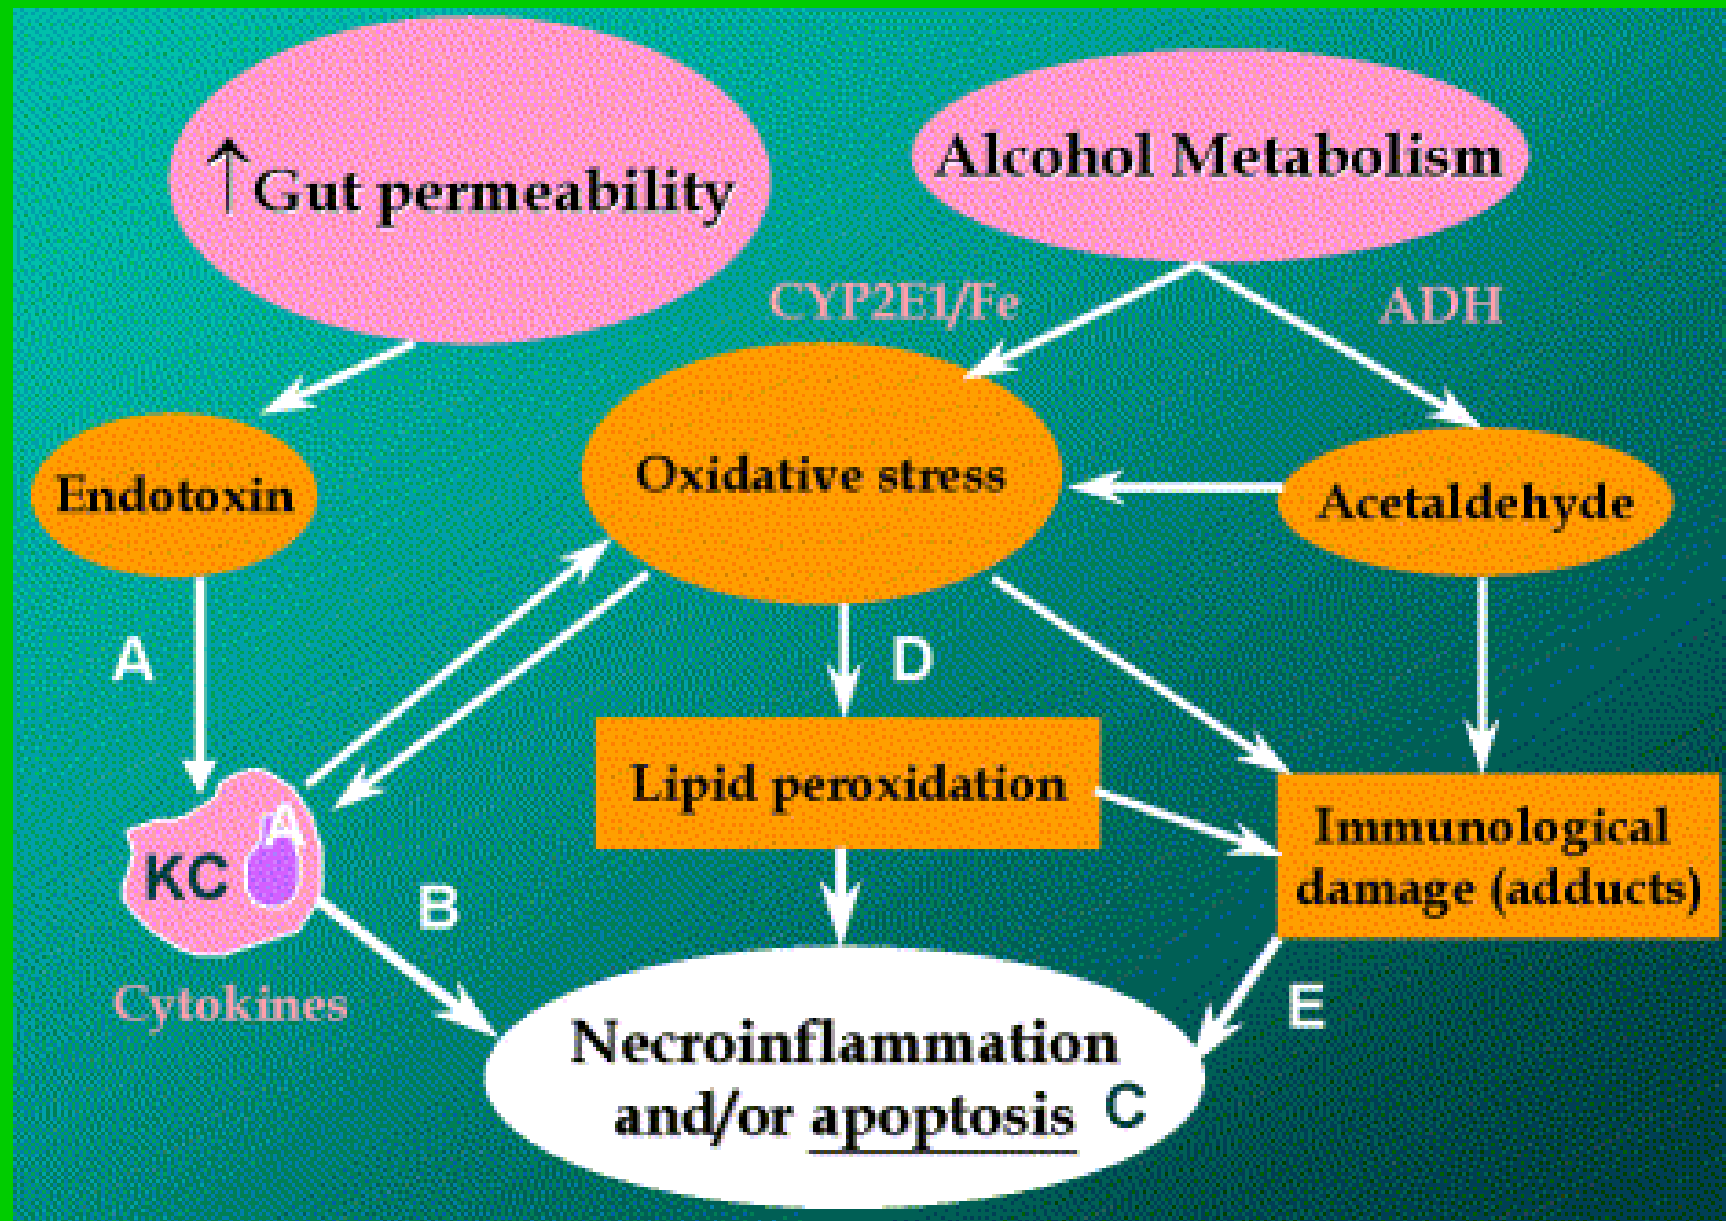 ↑Gut permeability
Alcohol Metabolism
CYP2E1/Fe
ADH
Endotoxin
Oxidative stress
Acetaldehyde
A
D
Lipid peroxidation
A
KC
Immunological
damage (adducts)
B
Cytokines
E
Necroinflammation
and/or apoptosis C